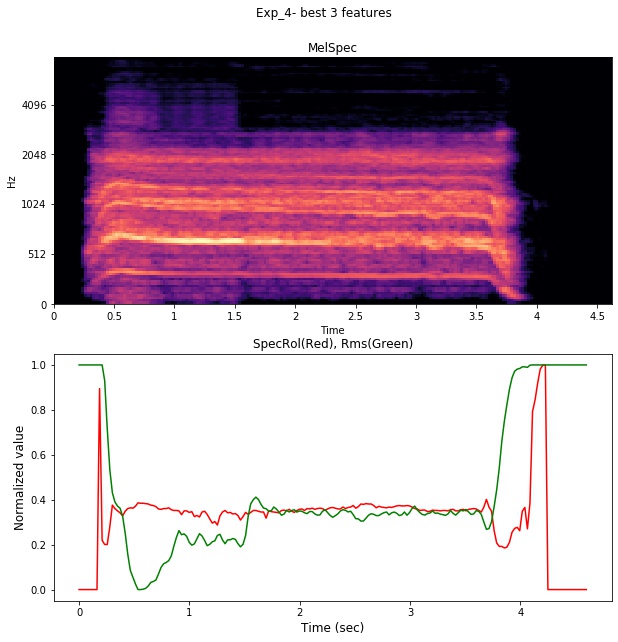 Exp_4- best 3 features
MelSpec
4096
2048
1024
512
0
Hz
0 0.5 1 1.5 2 2.5 3 3.5 4 4.5
Time
SpecRol(Red), Rms(Green)
1.0
0.8
0.6
0.4
0.2
0.0
Normalized value
0 1 2 3 4
Time (sec)